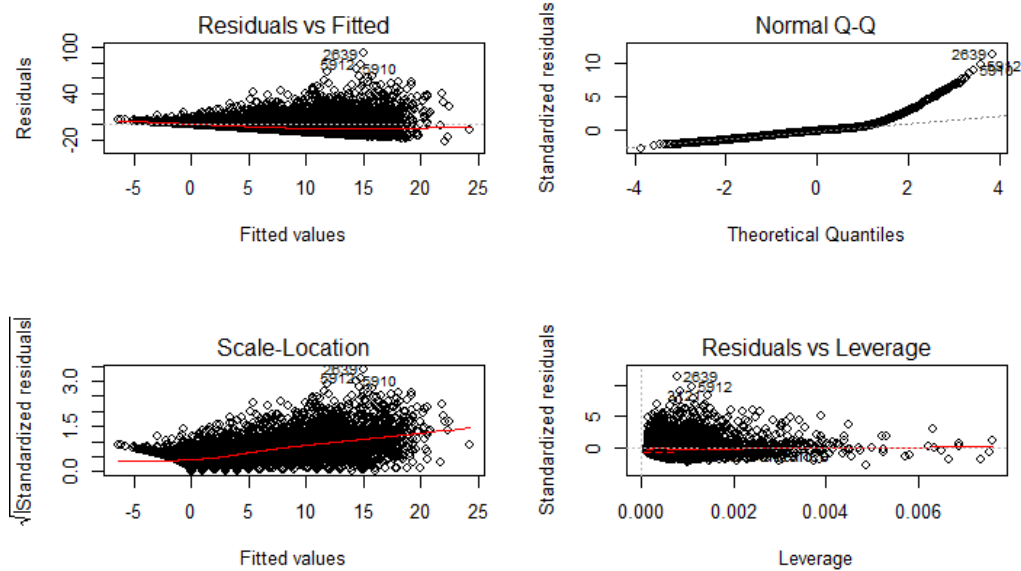 Residuals vs Fitted
Residuals
100
40
-20
2639
5912
5910
-5 0 5 10 15 20 25
Fitted values
Normal Q-Q
Standardized residuals
10
5
0
2639
5912
5910
-4 -2 0 2 4
Theoretical Quantiles
Scale-Location
√|Standardized residuals|
3.0
1.5
0.0
2639
5912
5910
-5 0 5 10 15 20 25
Fitted values
Residuals vs Leverage
Standardized residuals
5
0
2639
5912
0.000 0.002 0.004 0.006
Leverage